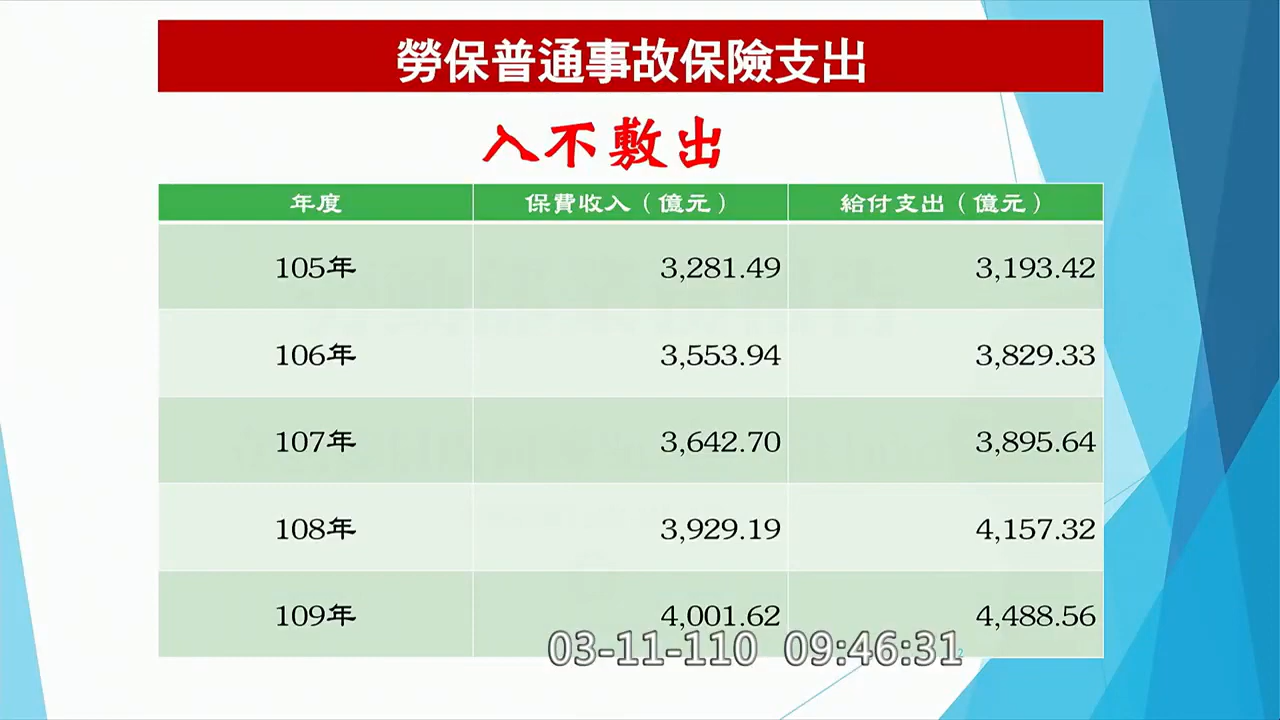 勞保普通事故保險支出
入不敷出
年度 保費收入（億元） 給付支出（億元）
105年 3,281.49 3,193.42
106年 3,553.94 3,829.33
107年 3,642.70 3,895.64
108年 3,929.19 4,157.32
109年 4,001.62 4,488.56
03-11-110 09:46:31
2